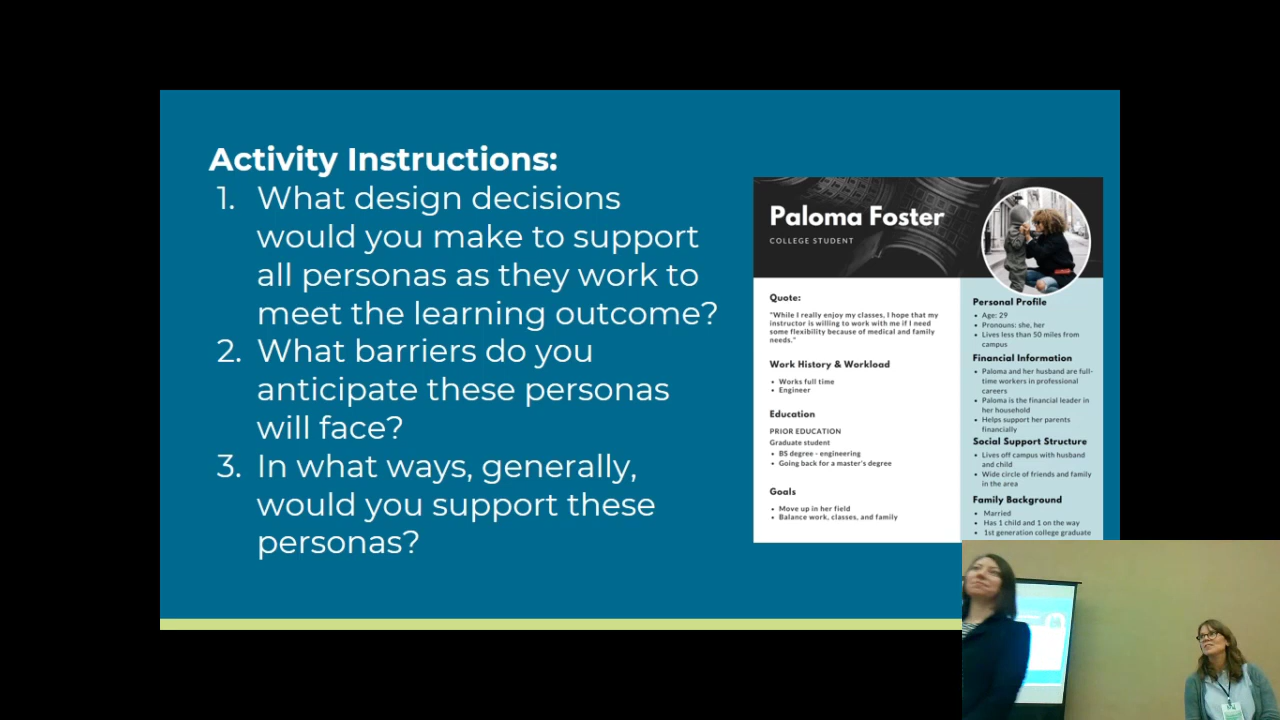 Activity Instructions:
1. What design decisions
would you make to support
all personas as they work to
meet the learning outcome?
2. What barriers do you
anticipate these personas
will face?
3. In what ways, generally,
would you support these
personas?
Paloma Foster
COLLEGE STUDENT
Quote:
"While I really enjoy my classes, I hope that my
instructor is willing to work with me if I need
some flexibility because of medical and family
needs."
Work History & Workload
• Works full time
• Engineer
Education
PRIOR EDUCATION
Graduate student
• BS degree - engineering
• Going back for a master's degree
Goals
• Move up in her field
• Balance work, classes, and family
Personal Profile
• Age: 29
• Pronouns: she, her
• Lives less than 50 miles from
campus
Financial Information
• Paloma and her husband are full-
time workers in professional
careers
• Paloma is the financial leader in
her household
• Helps support her parents
financially
Social Support Structure
• Lives off campus with husband
and child
• Wide circle of friends and family
in the area
Family Background
• Married
• Has 1 child and 1 on the way
• 1st generation college graduate